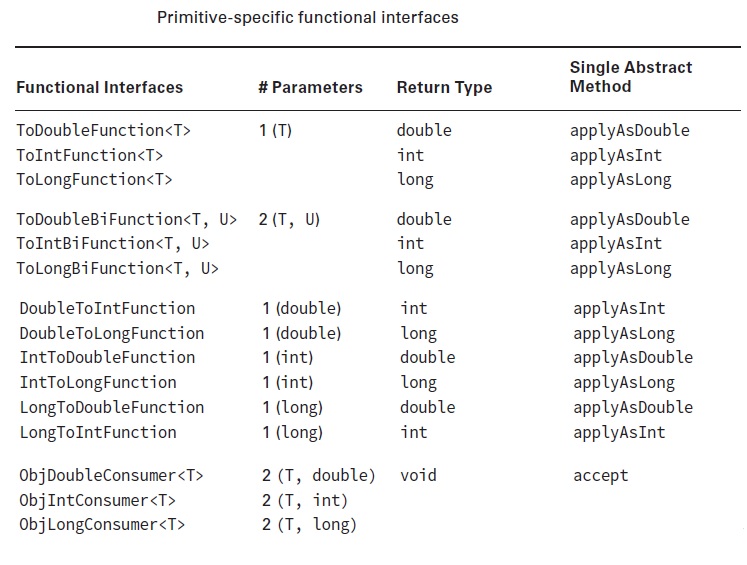 Primitive-specific functional interfaces
Functional Interfaces # Parameters Return Type Single Abstract Method
ToDoubleFunction<T> 1 (T) double applyAsDouble
ToIntFunction<T> int applyAsInt
ToLongFunction<T> long applyAsLong
ToDoubleBiFunction<T, U> 2 (T, U) double applyAsDouble
ToIntBiFunction<T, U> int applyAsInt
ToLongBiFunction<T, U> long applyAsLong
DoubleToIntFunction 1 (double) int applyAsInt
DoubleToLongFunction 1 (double) long applyAsLong
IntToDoubleFunction 1 (int) double applyAsDouble
IntToLongFunction 1 (int) long applyAsLong
LongToDoubleFunction 1 (long) double applyAsDouble
LongToIntFunction 1 (long) int applyAsInt
ObjDoubleConsumer<T> 2 (T, double) void accept
ObjIntConsumer<T> 2 (T, int)
ObjLongConsumer<T> 2 (T, long)